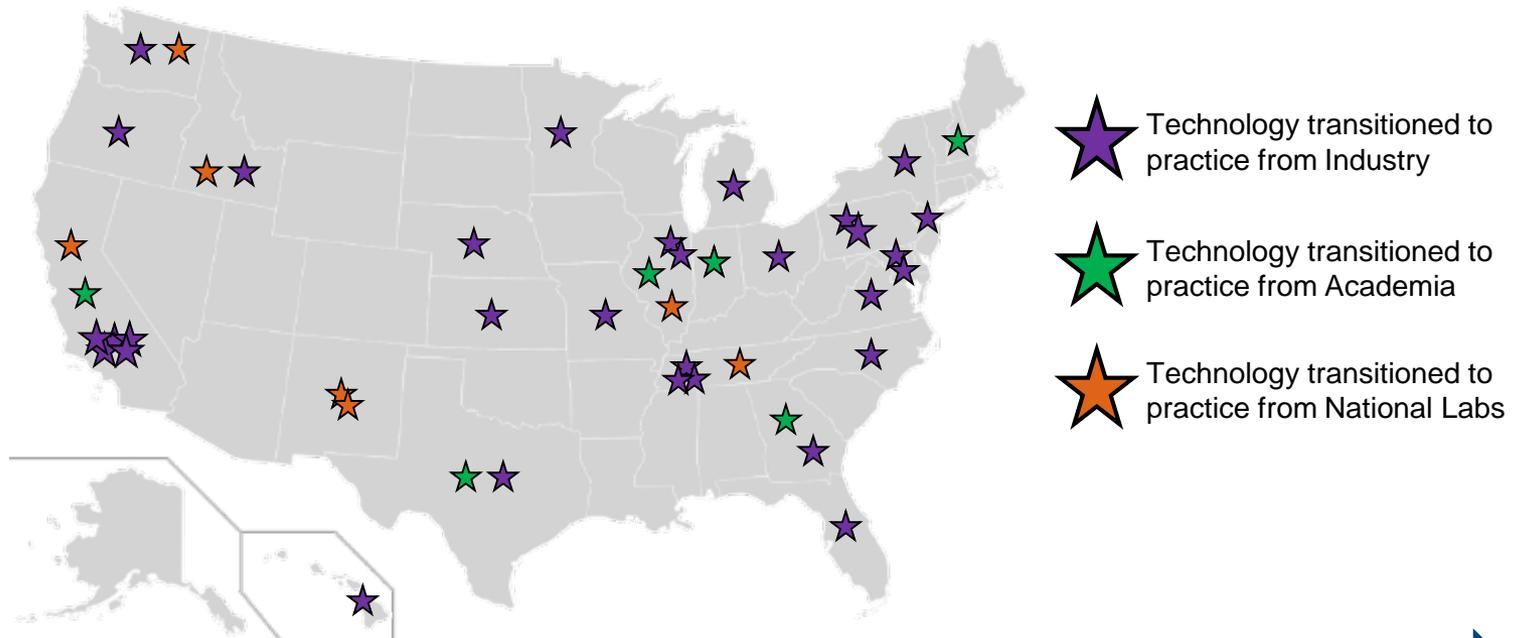 Technology transitioned to
practice from Industry
Technology transitioned to
practice from Academia
Technology transitioned to
practice from National Labs